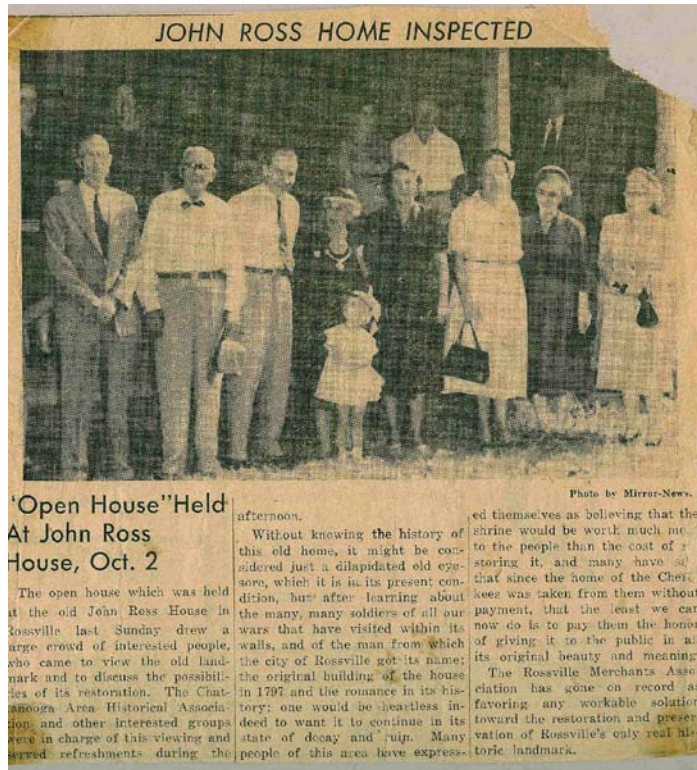 JOHN ROSS HOME INSPECTED
Photo by Mirror-News.
'Open House" Held
At John Ross
House, Oct. 2
The open house which was held
at the old John Ross House in
Rossville last Sunday drew a
large crowd of interested people,
who came to view the old land-
mark and to discuss the possibili-
ties of its restoration. The Chat-
tanooga Area Historical Associa-
tion and other interested groups
were in charge of this viewing and
served refreshments during the
afternoon.
Without knowing the history of
this old home, it might be con-
sidered just a dilapidated old eye-
sore, which it is in its present con-
dition, but after learning about
the many, many soldiers of all our
wars that have visited within its
walls, and of the man from which
the city of Rossville got its name;
the original building of the house
in 1797 and the romance in its his-
tory; one would be heartless in-
deed to want it to continue in its
state of decay and ruin. Many
people of this area have express-
ed themselves as believing that the
shrine would be worth much
to the people than the cost of
storing it, and many have
that since the home of the Cher
kees was taken from them without
payment, that the least we can
now do is to pay them the honor
of giving it to the public in al
its original beauty and meaning
The Rossville Merchants Asso
ciation has gone on record a
favoring any workable solution
toward the restoration and preser
vation of Rossville's only real his
toric landmark.